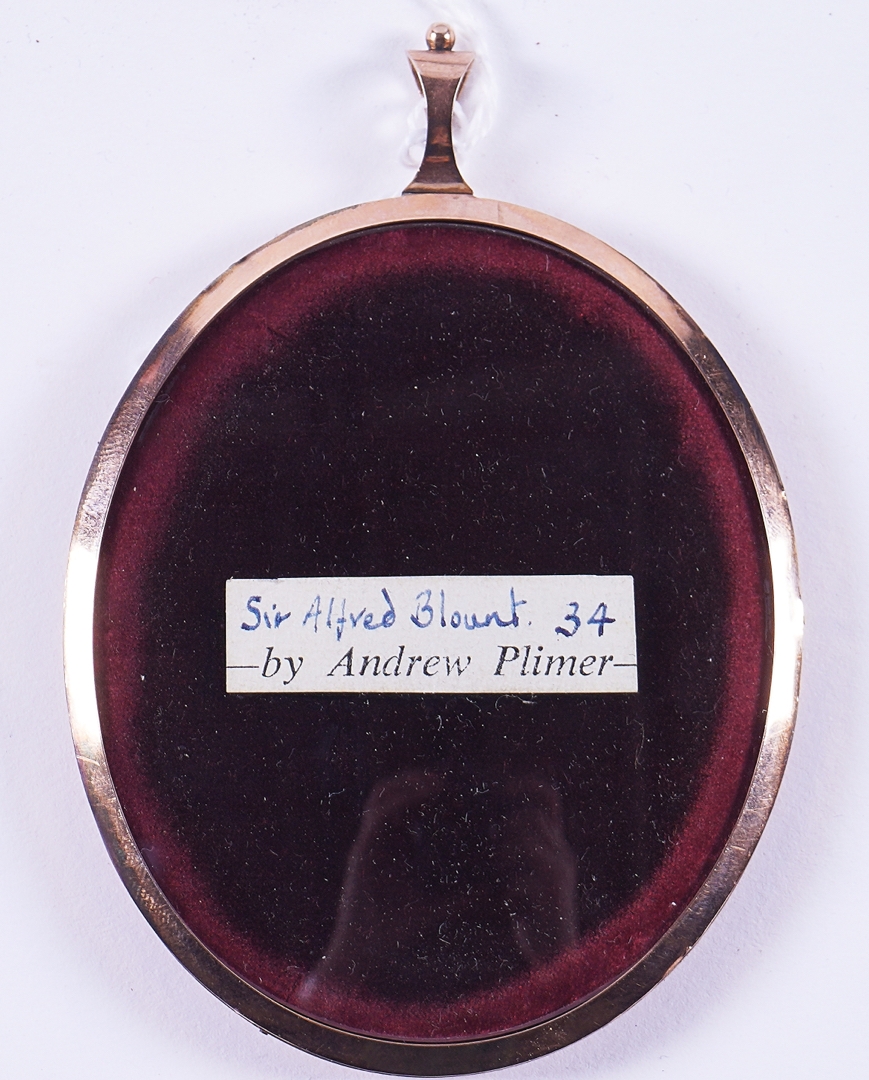 Sir Alfred Blount. 34
—by Andrew Plimer—